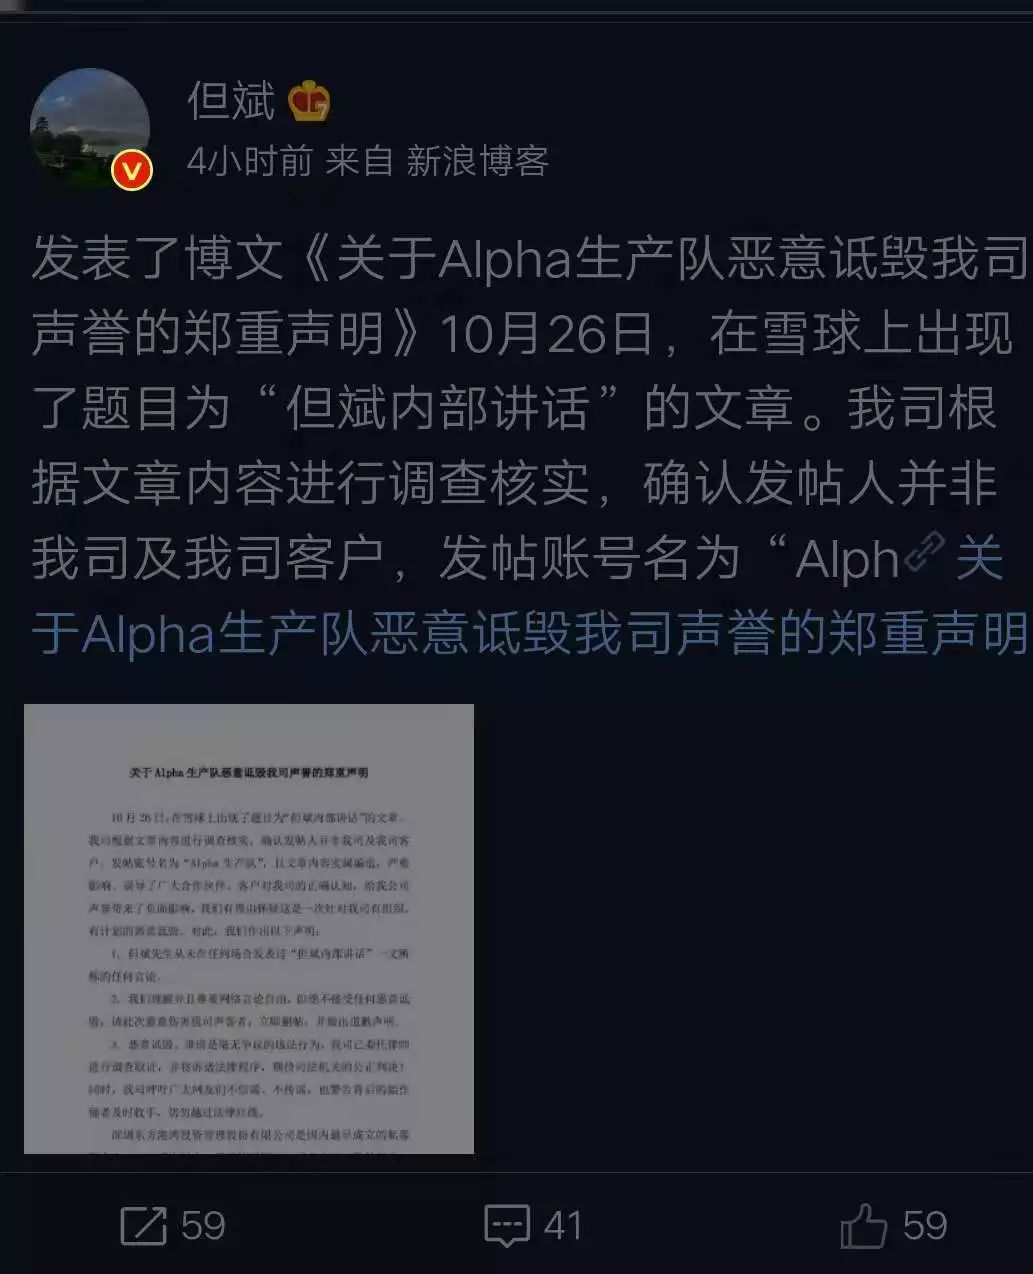 但斌
4小时前 来自 新浪博客
发表了博文《关于Alpha生产队恶意诋毁我司
声誉的郑重声明》10月26日，在雪球上出现
了题目为“但斌内部讲话”的文章。我司根
据文章内容进行调查核实，确认发帖人并非
我司及我司客户，发帖账号名为“Alph关
于Alpha生产队恶意诋毁我司声誉的郑重声明
关于 Alpha 生产队恶意诋毁我司声誉的郑重声明
10 月 26 日，在雪球上出现了题目为“但斌内部讲话”的文章。
我司根据文章内容进行调查核实，确认发帖人并非我司及我司客
户，发帖账号名为“Alpha 生产队”，且文章内容实属编造，严重
影响、误导了广大合作伙伴、客户对我司的正确认知，给我公司
声誉带来了负面影响，我们有理由怀疑这是一次针对我司有组织、
有计划的恶意诋毁。对此，我们作出以下声明：
1、但斌先生从未在任何场合发表过“但斌内部讲话”一文所
称的任何言论。
2、我们理解并且尊重网络言论自由，但绝不接受任何恶意诋
毁，请此次蓄意伤害我司声誉者，立即删帖，并做出道歉声明。
3、恶意诋毁、诽谤是毫无争议的违法行为，我司已委托律师
进行调查取证，并将诉诸法律程序，期待司法机关的公正判决！
同时，我司呼吁广大网友们不信谣、不传谣，也警告背后的始作
俑者及时收手，切勿越过法律红线。
深圳东方港湾投资管理股份有限公司是国内最早成立的私募
59
41
59